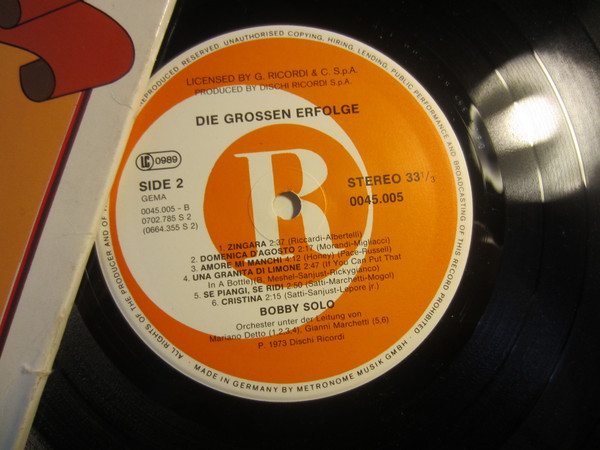 ALL RIGHTS OF THE PRODUCER AND OF THE
RESERVED. UNAUTHORISED COPYING, HIRING, LENDING, PUBLIC PERFORMANCE AND BROADCASTING OF THIS RECORD PROHIBITED.
LICENSED BY G. RICORDI & C. S.p.A.
PRODUCED BY DISCHI RICORDI S.p.A.
DIE GROSSEN ERFOLGE
LC 0989
R
SIDE 2
GEMA
0045.005 - B
0702.785 S 2
(0664.355 S 2)
STEREO 33 1/3
0045.005
1. ZINGARA 2:37 (Riccardi-Albertelli)
2. DOMENICA D'AGOSTO 2:17 (Morandi-Migliacci)
3. AMORE MI MANCHI 4:12 (Honey) (Pace-Russell)
4. UNA GRANITA DI LIMONE 2:47 (If You Can Put That
In A Bottle)(B. Meshel-Sanjust-Rickygianco)
5. SE PIANGI, SE RIDI 2:50 (Satti-Marchetti-Mogol)
6. CRISTINA 2:15 (Satti-Sanjust-Lepore jr.)
BOBBY SOLO
Orchester unter der Leitung von
Mariano Detto (1,2,3,4), Gianni Marchetti (5,6)
P. 1973 Dischi Ricordi
· MADE IN GERMANY BY METRONOME MUSIK GMBH ·